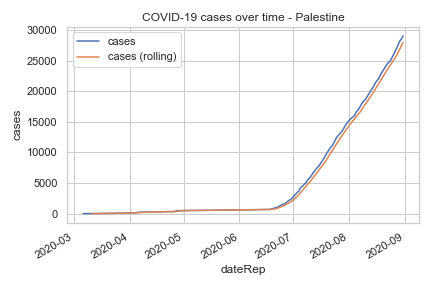 COVID-19 cases over time - Palestine
cases
cases (rolling)
30000
25000
20000
15000
10000
5000
0
cases
2020-03
2020-04
2020-05
2020-06
2020-07
2020-08
2020-09
dateRep